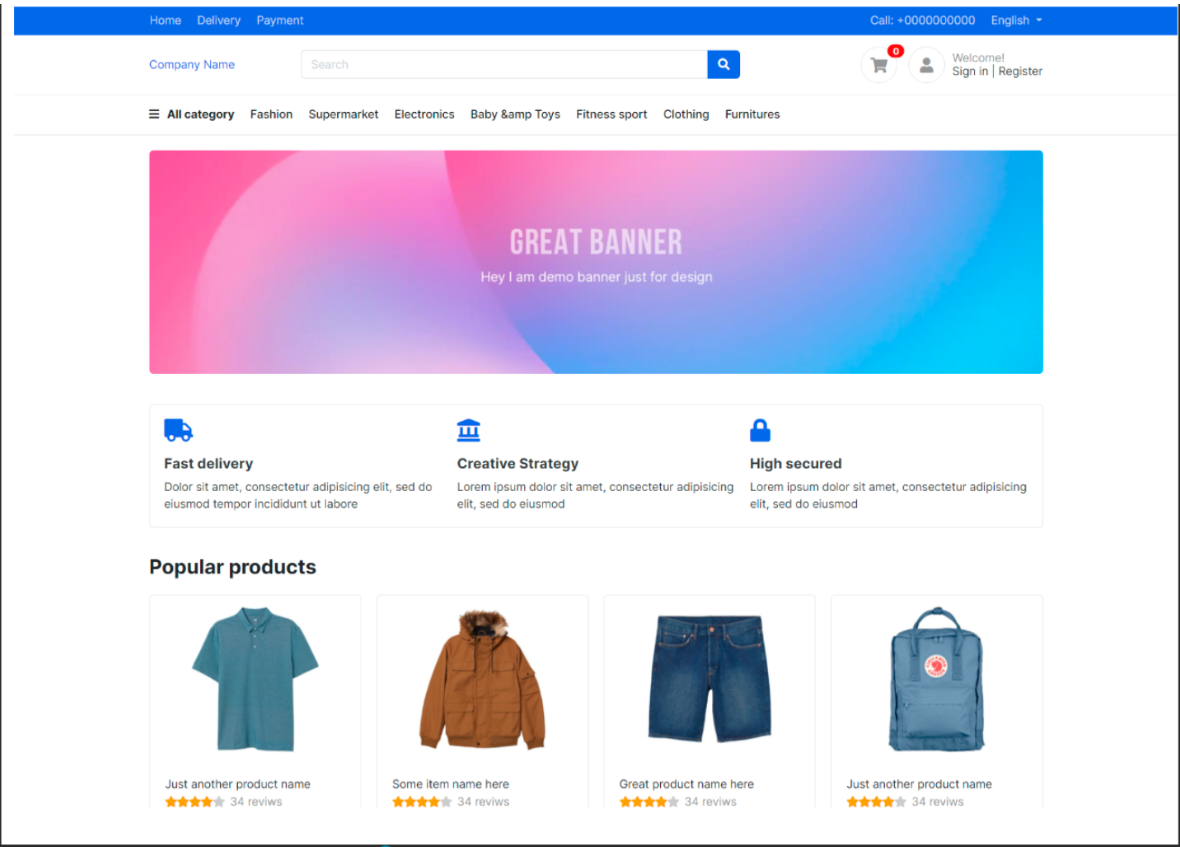 Home Delivery Payment Call: +0000000000 English
Company Name Search 0 Welcome!
Sign in | Register
All category Fashion Supermarket Electronics Baby &amp Toys Fitness sport Clothing Furnitures
GREAT BANNER
Hey I am demo banner just for design
Fast delivery
Dolor sit amet, consectetur adipisicing elit, sed do
eiusmod tempor incididunt ut labore
Creative Strategy
Lorem ipsum dolor sit amet, consectetur adipisicing
elit, sed do eiusmod
High secured
Lorem ipsum dolor sit amet, consectetur adipisicing
elit, sed do eiusmod
Popular products
Just another product name
34 reviws
Some item name here
34 reviws
Great product name here
34 reviws
Just another product name
34 reviws